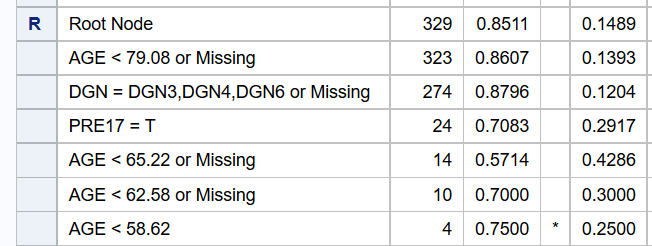 R Root Node 329 0.8511 0.1489
AGE < 79.08 or Missing 323 0.8607 0.1393
DGN = DGN3,DGN4,DGN6 or Missing 274 0.8796 0.1204
PRE17 = T 24 0.7083 0.2917
AGE < 65.22 or Missing 14 0.5714 0.4286
AGE < 62.58 or Missing 10 0.7000 0.3000
AGE < 58.62 4 0.7500 * 0.2500